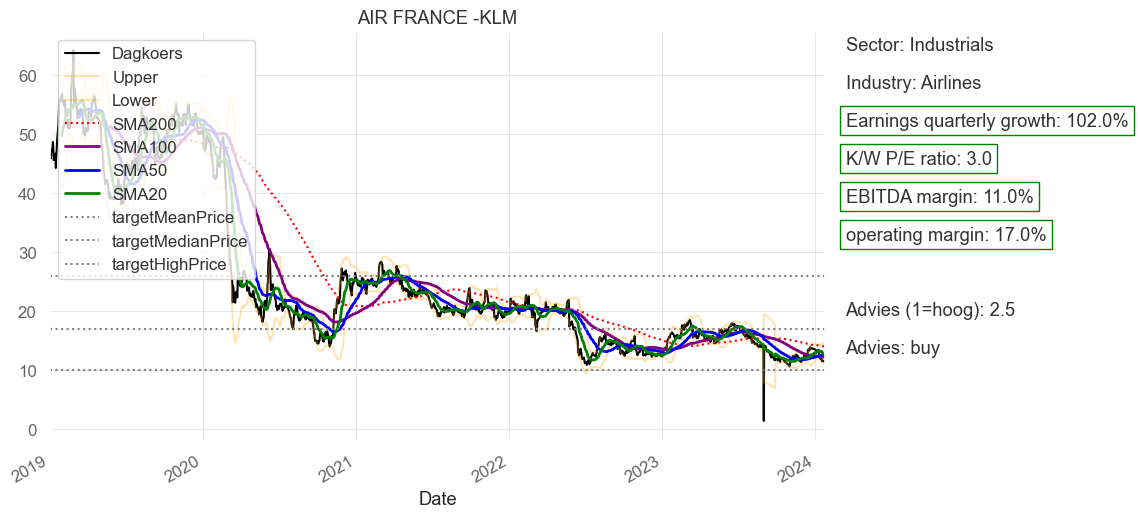 AIR FRANCE -KLM
Dagkoers
Upper
Lower
SMA200
SMA100
SMA50
SMA20
targetMeanPrice
targetMedianPrice
targetHighPrice
60
50
40
30
20
10
0
2019
2020
2021
2022
2023
2024
Date
Sector: Industrials
Industry: Airlines
Earnings quarterly growth: 102.0%
K/W P/E ratio: 3.0
EBITDA margin: 11.0%
operating margin: 17.0%
Advies (1=hoog): 2.5
Advies: buy